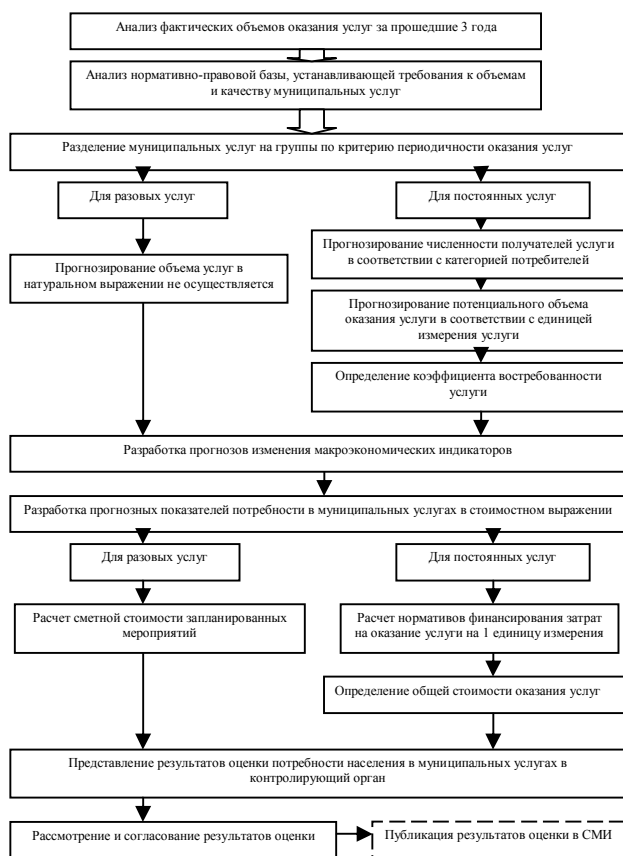 Анализ фактических объемов оказания услуг за прошедшие 3 года
Анализ нормативно-правовой базы, устанавливающей требования к объемам
и качеству муниципальных услуг
Разделение муниципальных услуг на группы по критерию периодичности оказания услуг
Для разовых услуг
Для постоянных услуг
Прогнозирование объема услуг в
натуральном выражении не осуществляется
Прогнозирование численности получателей услуги
в соответствии с категорией потребителей
Прогнозирование потенциального объема
оказания услуги в соответствии с единицей
измерения услуги
Определение коэффициента востребованности
услуги
Разработка прогнозов изменения макроэкономических индикаторов
Разработка прогнозных показателей потребности в муниципальных услугах в стоимостном выражении
Для разовых услуг
Для постоянных услуг
Расчет сметной стоимости запланированных
мероприятий
Расчет нормативов финансирования затрат
на оказание услуги на 1 единицу измерения
Определение общей стоимости оказания услуг
Представление результатов оценки потребности населения в муниципальных услугах в
контролирующий орган
Рассмотрение и согласование результатов оценки
Публикация результатов оценки в СМИ